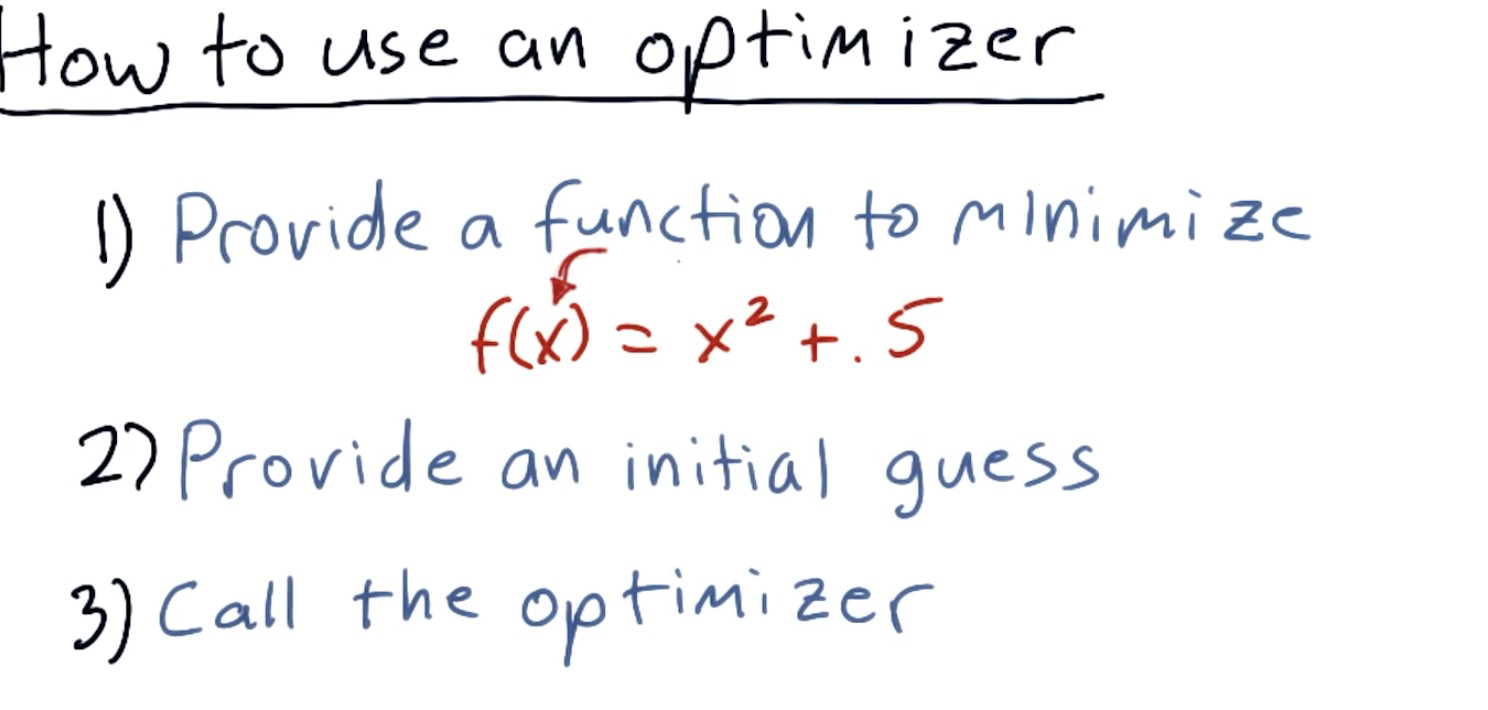 How to use an optimizer
1) Provide a function to minimize
f(x) = x² + .5
2) Provide an initial guess
3) Call the optimizer